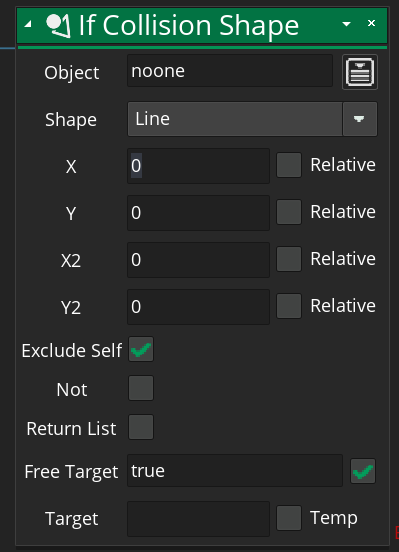 If Collision Shape
Object noone
Shape Line
X 0 Relative
Y 0 Relative
X2 0 Relative
Y2 0 Relative
Exclude Self
Not
Return List
Free Target true
Target Temp